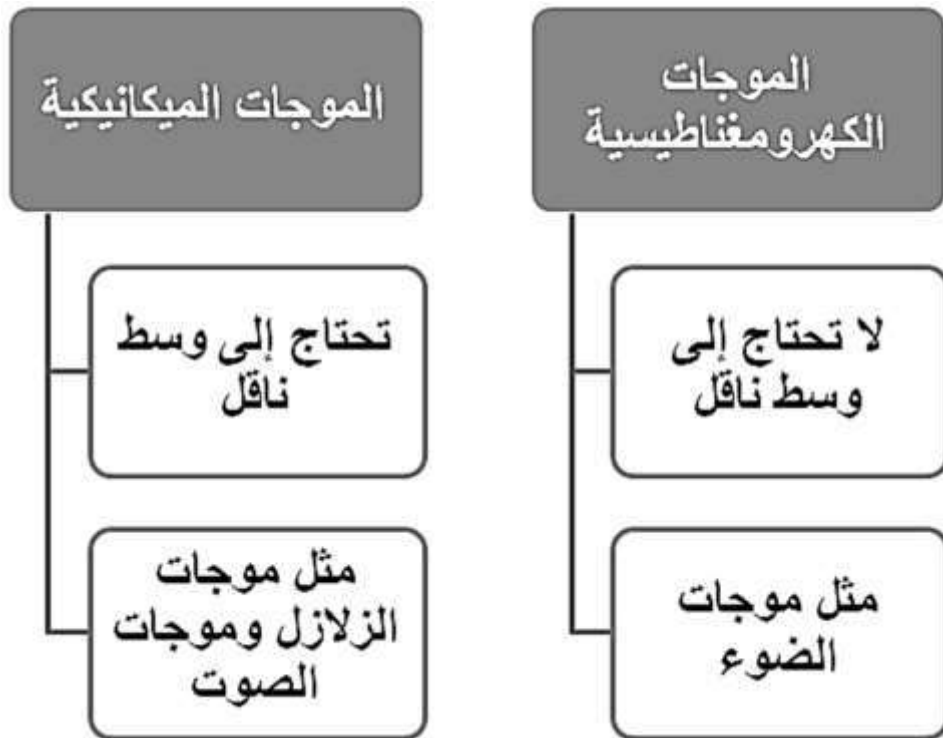 الموجات
الكهرومغناطيسية
لا تحتاج إلى
وسط ناقل
مثل موجات
الضوء
الموجات الميكانيكية
تحتاج إلى وسط
ناقل
مثل موجات
الزلازل وموجات
الصوت